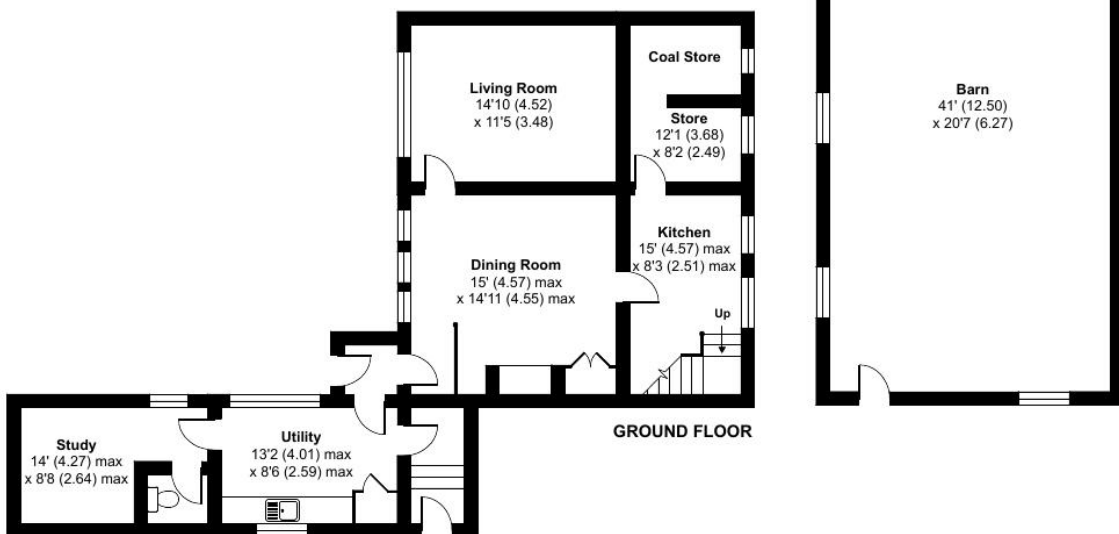 Living Room
14'10 (4.52)
x 11'5 (3.48)
Coal Store
Store
12'1 (3.68)
x 8'2 (2.49)
Barn
41' (12.50)
x 20'7 (6.27)
Dining Room
15' (4.57) max
x 14'11 (4.55) max
Kitchen
15' (4.57) max
x 8'3 (2.51) max
Up
GROUND FLOOR
Study
14' (4.27) max
x 8'8 (2.64) max
Utility
13'2 (4.01) max
x 8'6 (2.59) max